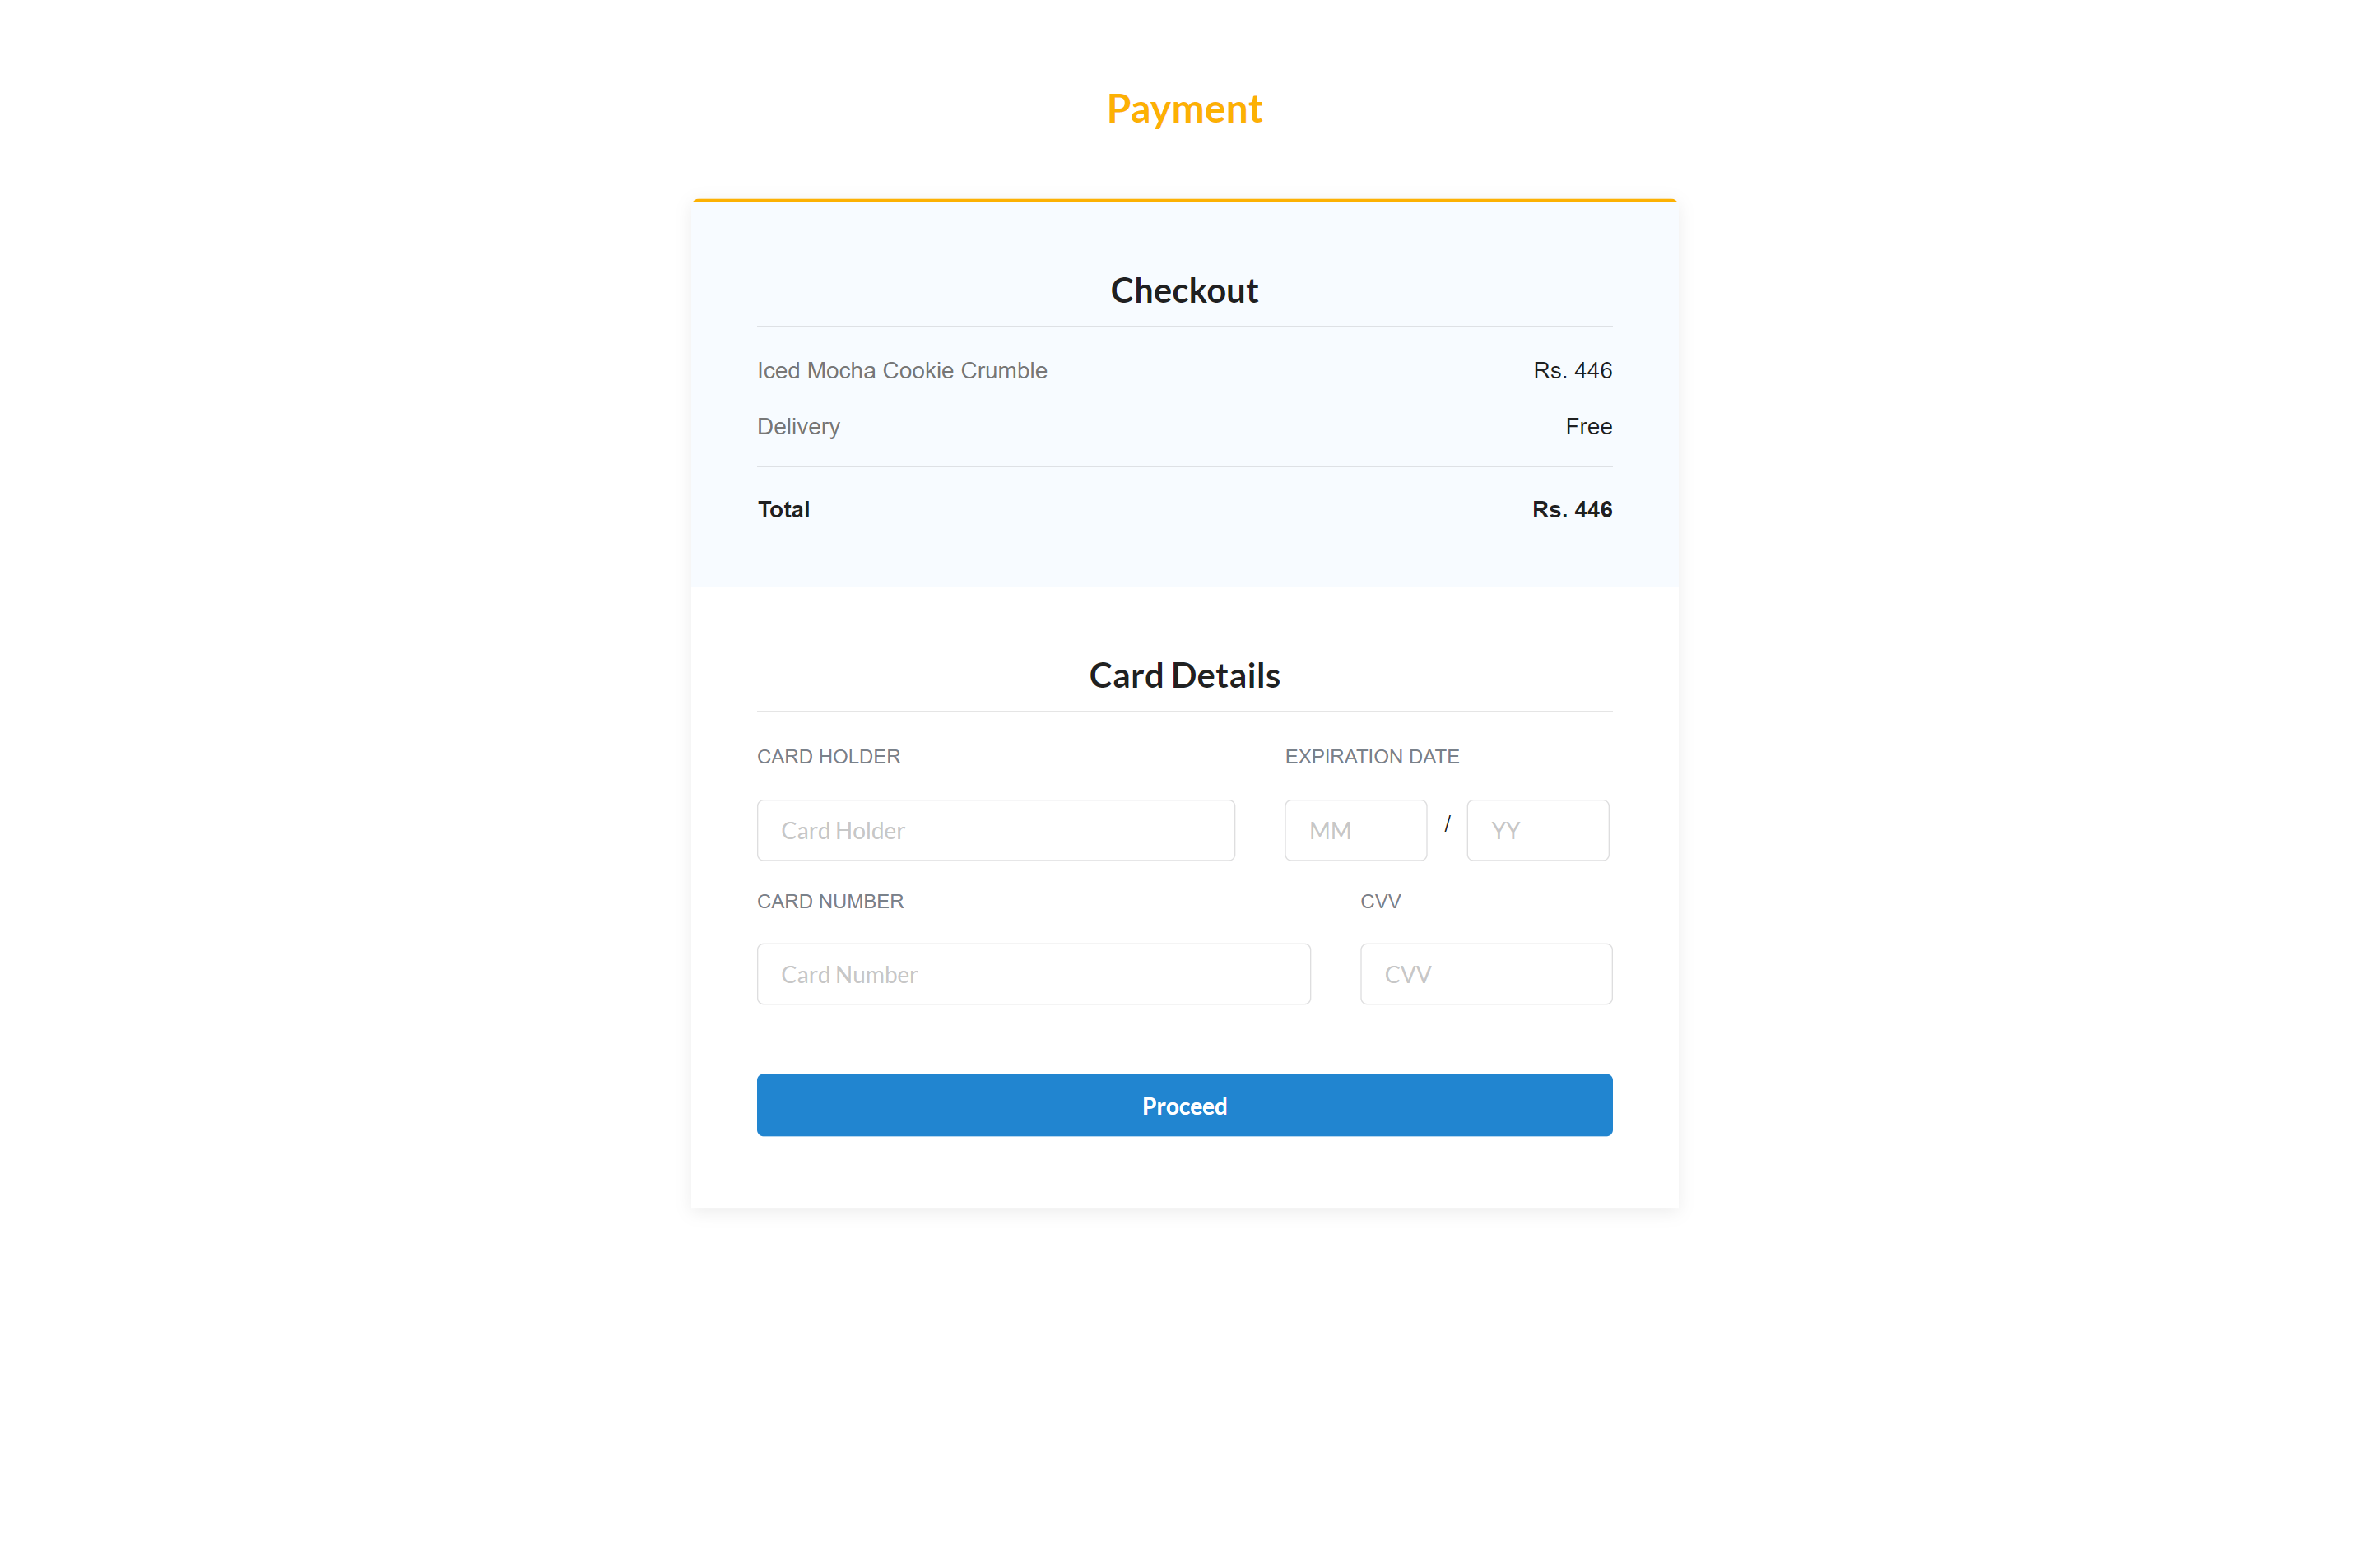 Payment
Checkout
Iced Mocha Cookie Crumble Rs. 446
Delivery Free
Total Rs. 446
Card Details
CARD HOLDER EXPIRATION DATE
Card Holder MM / YY
CARD NUMBER CVV
Card Number CVV
Proceed